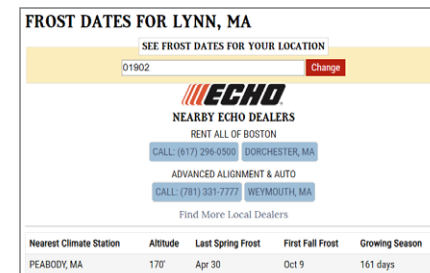 FROST DATES FOR LYNN, MA
SEE FROST DATES FOR YOUR LOCATION
01902 Change
ECHO
NEARBY ECHO DEALERS
RENT ALL OF BOSTON
CALL: (617) 296-0500 DORCHESTER, MA
ADVANCED ALIGNMENT & AUTO
CALL: (781) 331-7777 WEYMOUTH, MA
Find More Local Dealers
Nearest Climate Station Altitude Last Spring Frost First Fall Frost Growing Season
PEABODY, MA 170' Apr 30 Oct 9 161 days